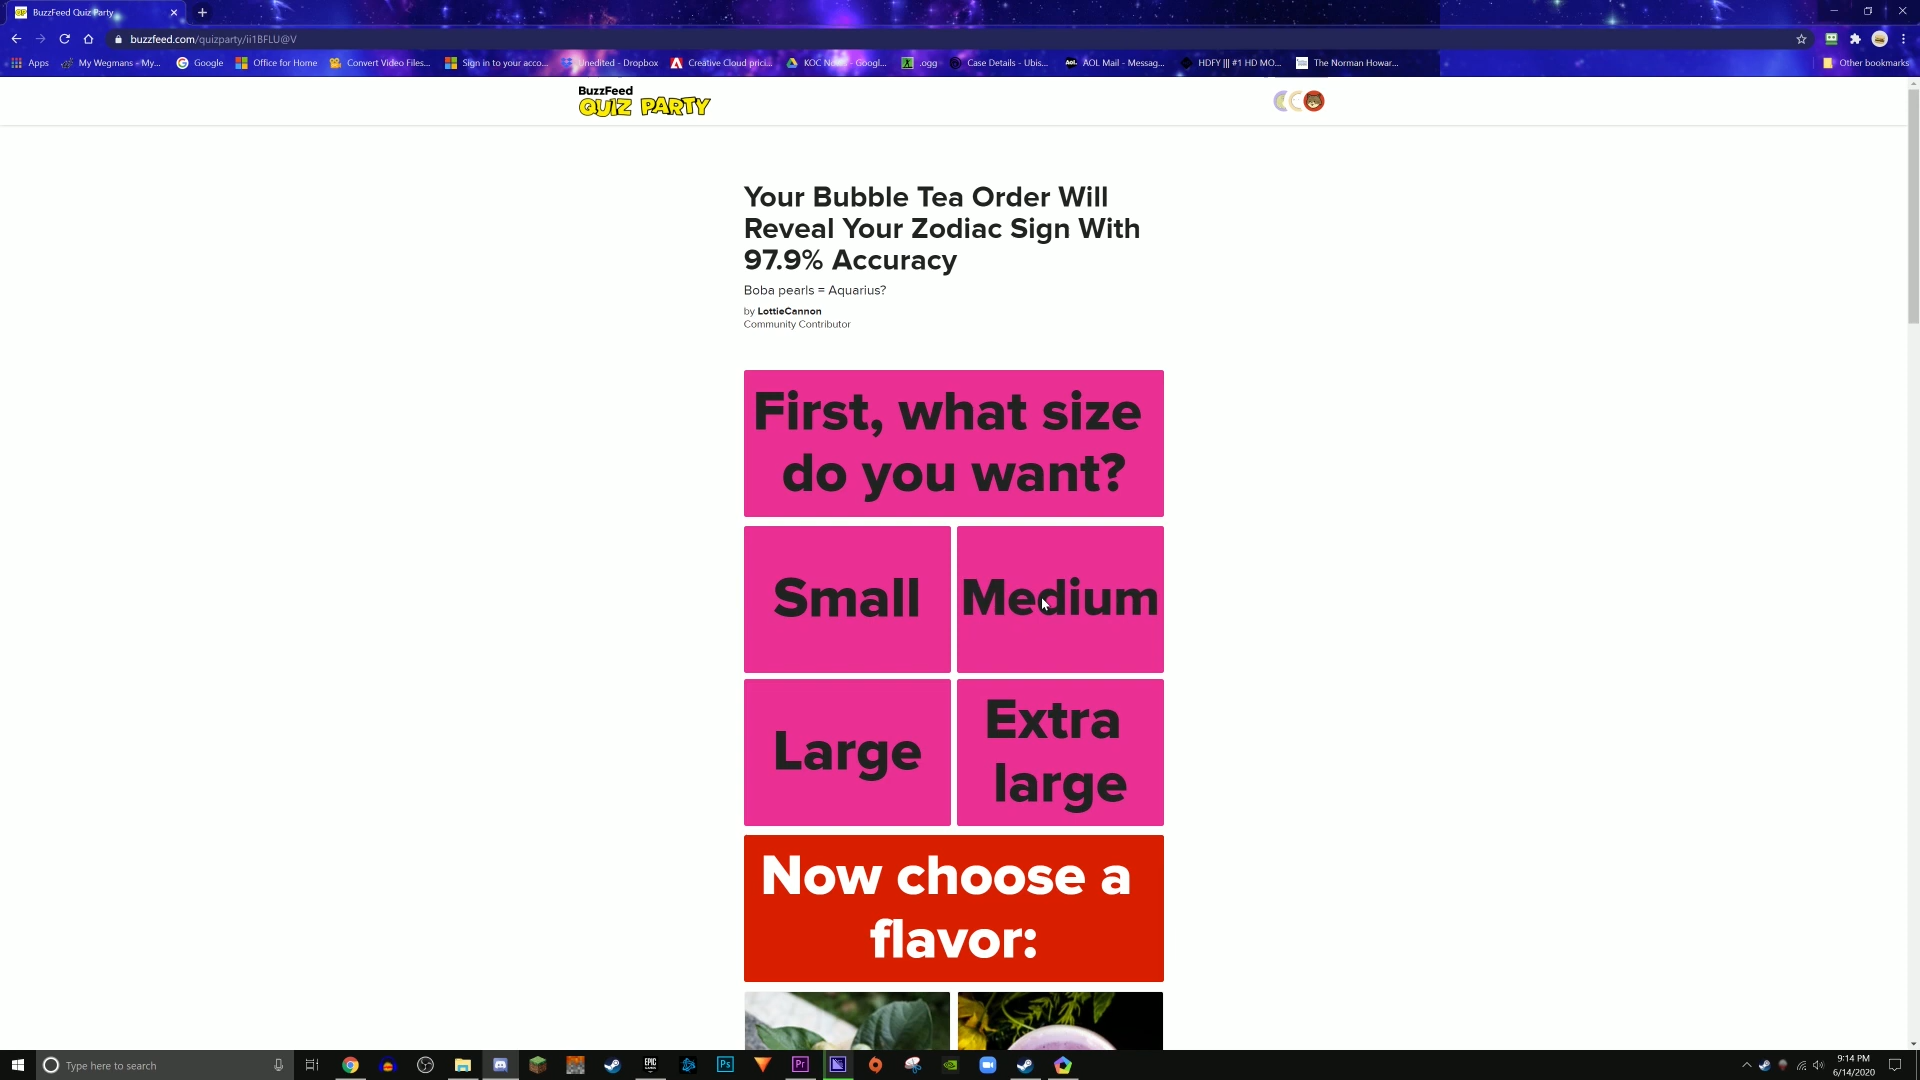 BuzzFeed Quiz Party
buzzfeed.com/quizparty/ii1BFLU@V
Apps
My Wegmans - My...
Google
Office for Home
Convert Video Files...
Sign in to your acco...
Unedited - Dropbox
Creative Cloud prici...
.ogg
Case Details - Ubis...
AOL Mail - Messag...
HDFY ||| #1 HD MO...
The Norman Howar...
Other bookmarks
BuzzFeed
QUIZ PARTY
Your Bubble Tea Order Will
Reveal Your Zodiac Sign With
97.9% Accuracy
Boba pearls = Aquarius?
by LottieCannon
Community Contributor
First, what size
do you want?
Small
Medium
Large
Extra
large
Now choose a
flavor:
Type here to search
EPIC
GAMES
Ps
Pr
9:14 PM
6/14/2020